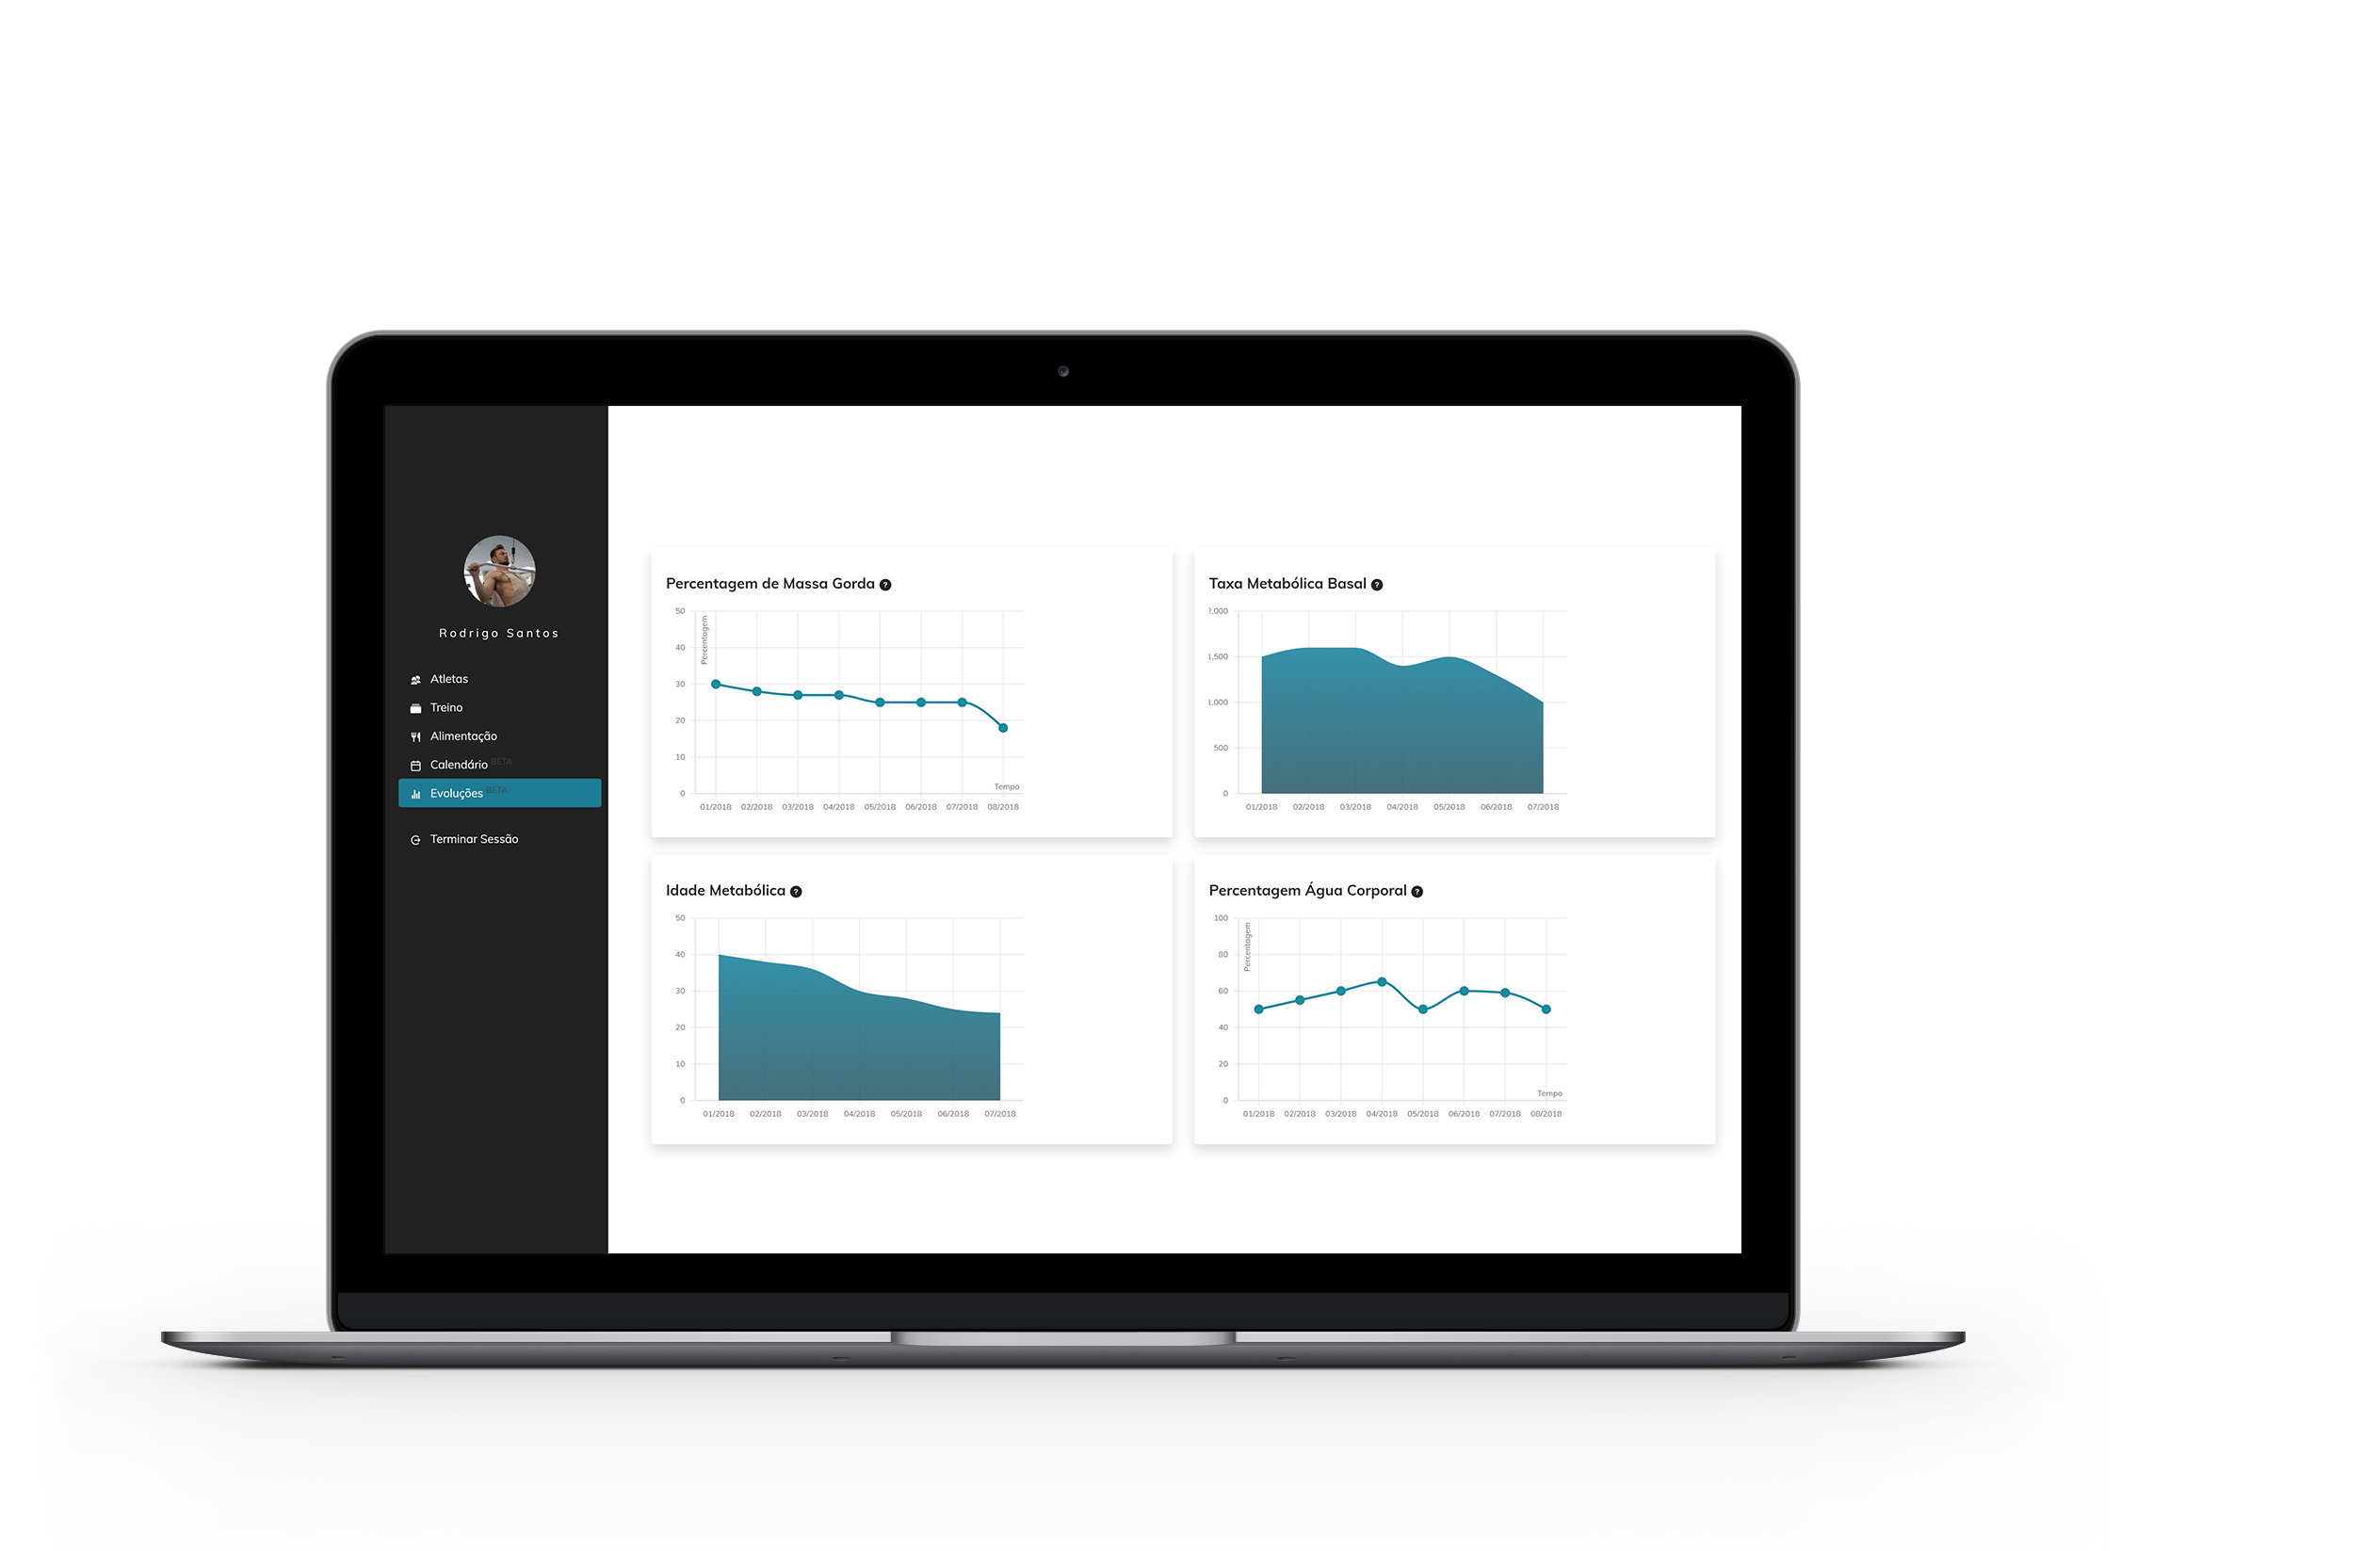 Rodrigo Santos
Atletas
Treino
Alimentação
Calendário BETA
Evoluções BETA
Terminar Sessão
Percentagem de Massa Gorda ?
50
40
30
20
10
0
Percentagem
Tempo
01/2018 02/2018 03/2018 04/2018 05/2018 06/2018 07/2018 08/2018
Taxa Metabólica Basal ?
2,000
1,500
1,000
500
0
01/2018 02/2018 03/2018 04/2018 05/2018 06/2018 07/2018
Idade Metabólica ?
50
40
30
20
10
0
01/2018 02/2018 03/2018 04/2018 05/2018 06/2018 07/2018
Percentagem Água Corporal ?
100
80
60
40
20
0
Percentagem
Tempo
01/2018 02/2018 03/2018 04/2018 05/2018 06/2018 07/2018 08/2018